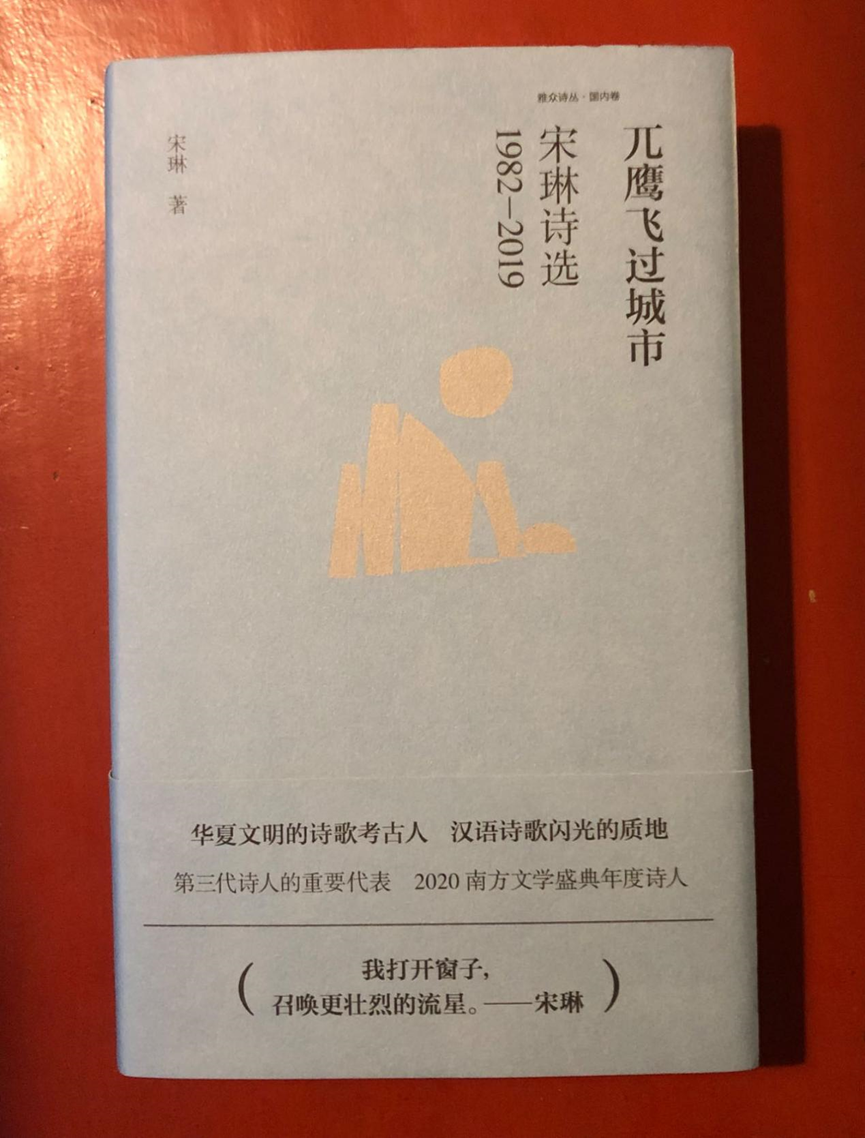 雅众诗丛·国内卷
兀鹰飞过城市
宋琳诗选
1982–2019
宋琳 著
华夏文明的诗歌考古人 汉语诗歌闪光的质地
第三代诗人的重要代表 2020南方文学盛典年度诗人
(我打开窗子，
召唤更壮烈的流星。——宋琳)